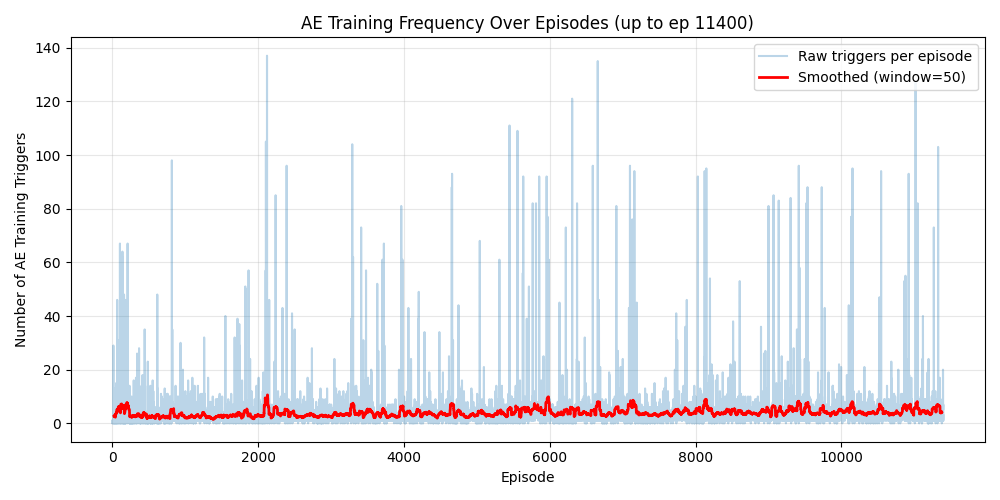 AE Training Frequency Over Episodes (up to ep 11400)
Raw triggers per episode
Smoothed (window=50)
Number of AE Training Triggers
140
120
100
80
60
40
20
0
0 2000 4000 6000 8000 10000
Episode